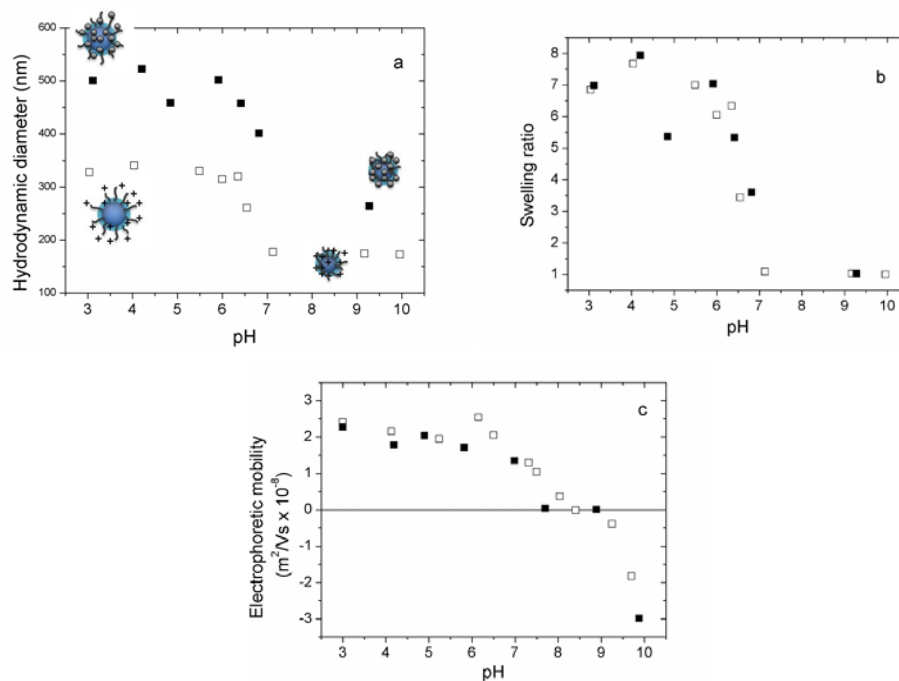 600
500
400
300
200
100
Hydrodynamic diameter (nm)
a
+ + + + + + + + + + + +
+ + + + + + + + +
3 4 5 6 7 8 9 10
pH
8
7
6
5
4
3
2
1
Swelling ratio
b
3 4 5 6 7 8 9 10
pH
3
2
1
0
-1
-2
-3
Electrophoretic mobility
(m²/Vs x 10⁻⁸)
c
3 4 5 6 7 8 9 10
pH